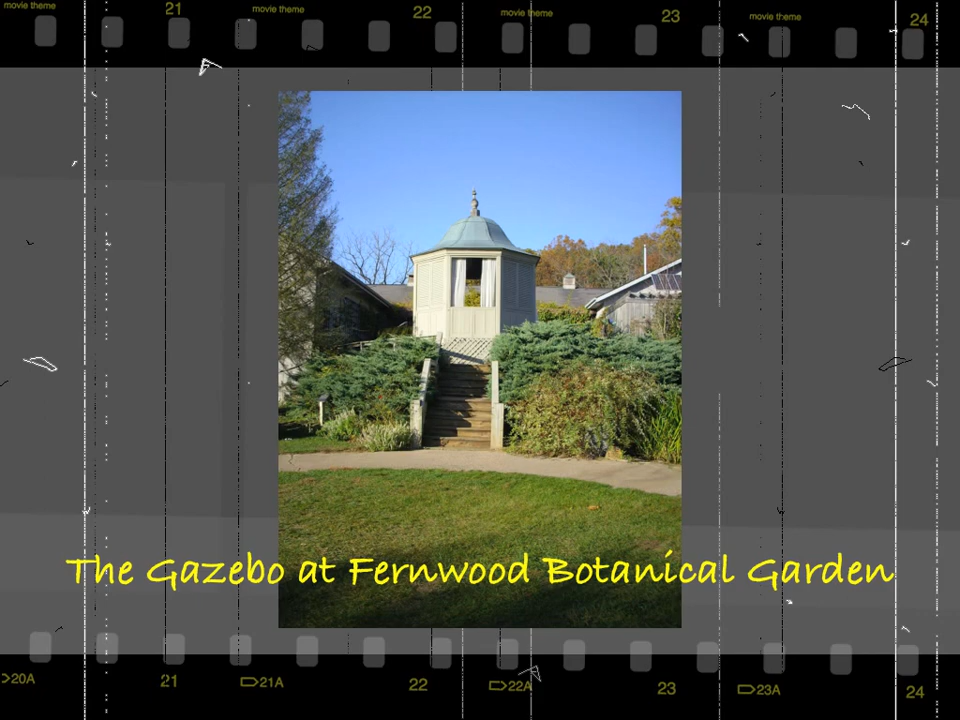 movie theme
21
movie theme
22
movie theme
23
movie theme
24
The Gazebo at Fernwood Botanical Garden
20A
21
21A
22
22A
23
23A
24